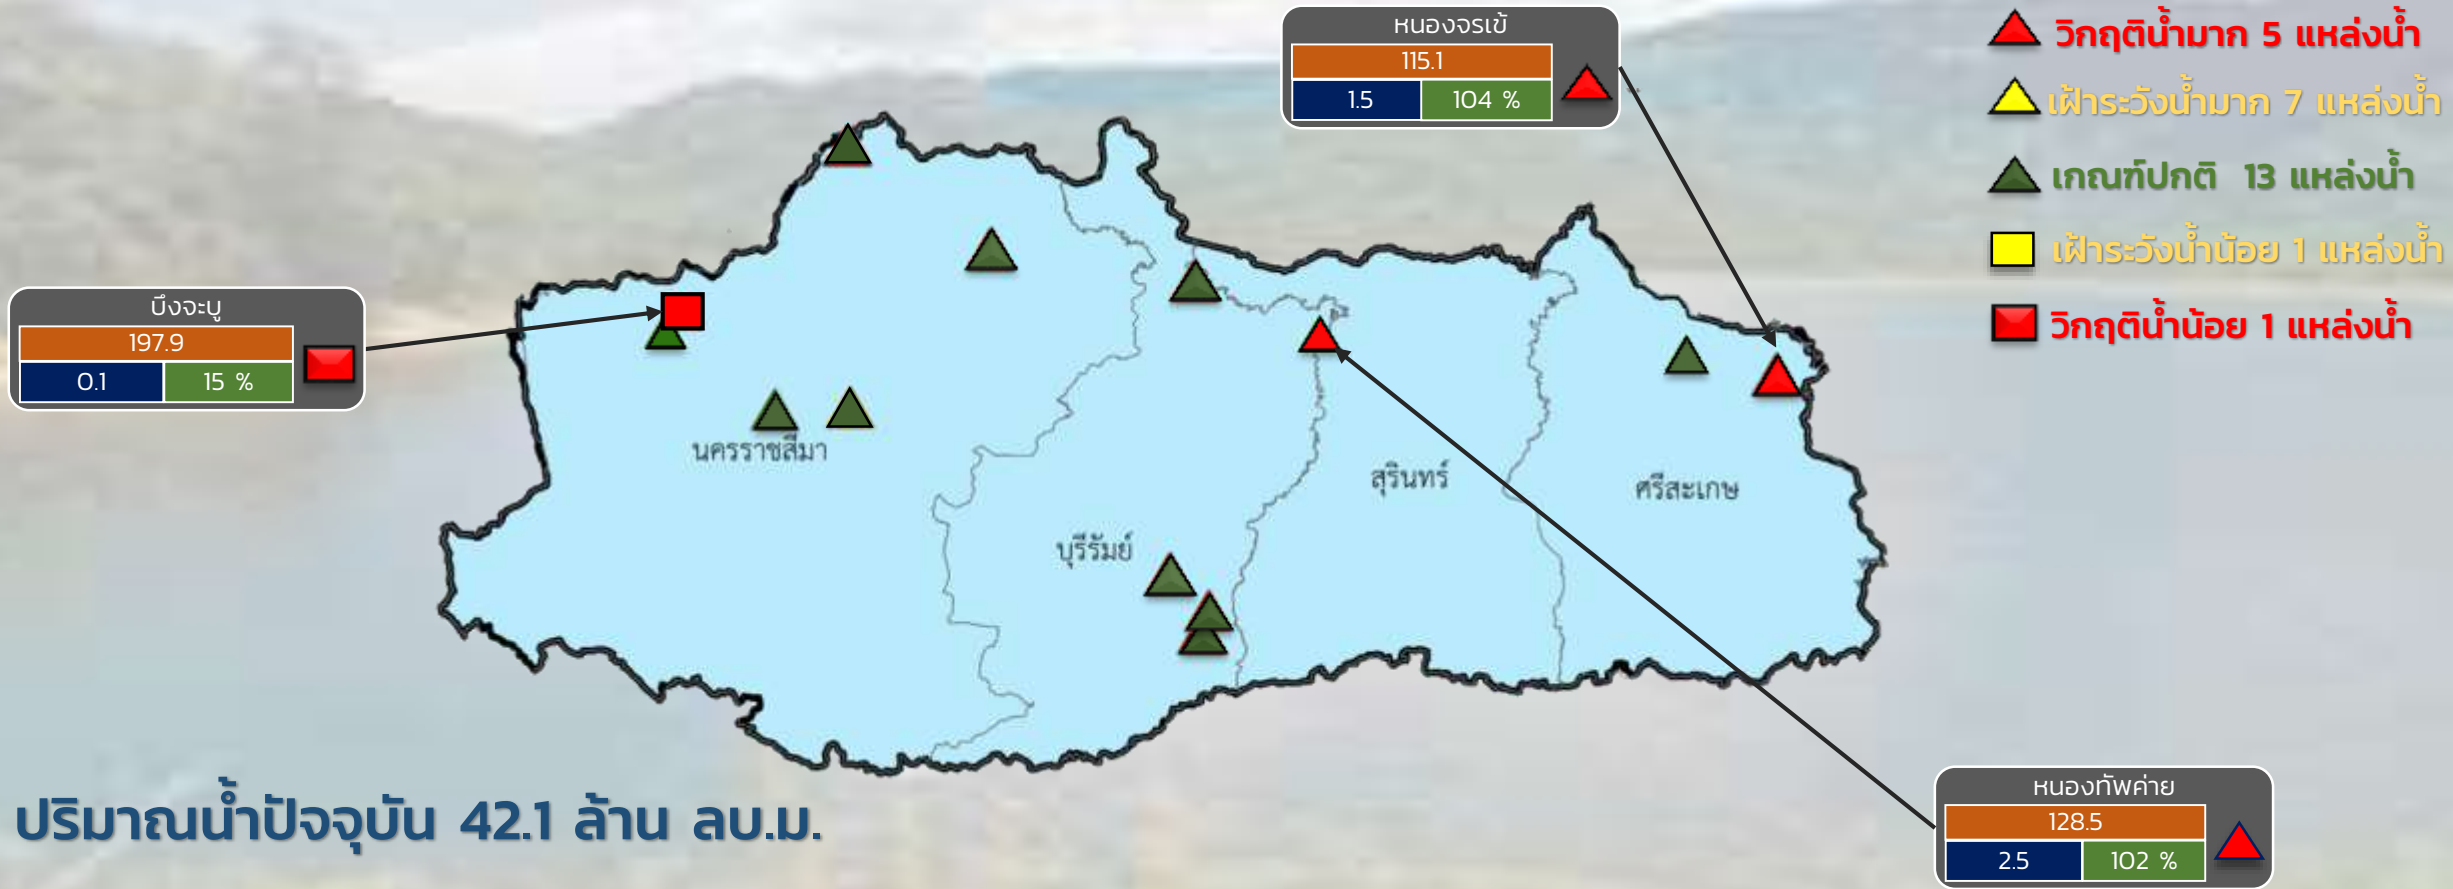 หนองจรเข้
115.1
1.5
104 %
วิกฤติน้ำมาก 5 แหล่งน้ำ
เฝ้าระวังน้ำมาก 7 แหล่งน้ำ
เกณฑ์ปกติ 13 แหล่งน้ำ
เฝ้าระวังน้ำน้อย 1 แหล่งน้ำ
วิกฤติน้ำน้อย 1 แหล่งน้ำ
บึงจะบู
197.9
0.1
15 %
นครราชสีมา
บุรีรัมย์
สุรินทร์
ศรีสะเกษ
ปริมาณน้ำปัจจุบัน 42.1 ล้าน ลบ.ม.
หนองทัพค่าย
128.5
2.5
102 %